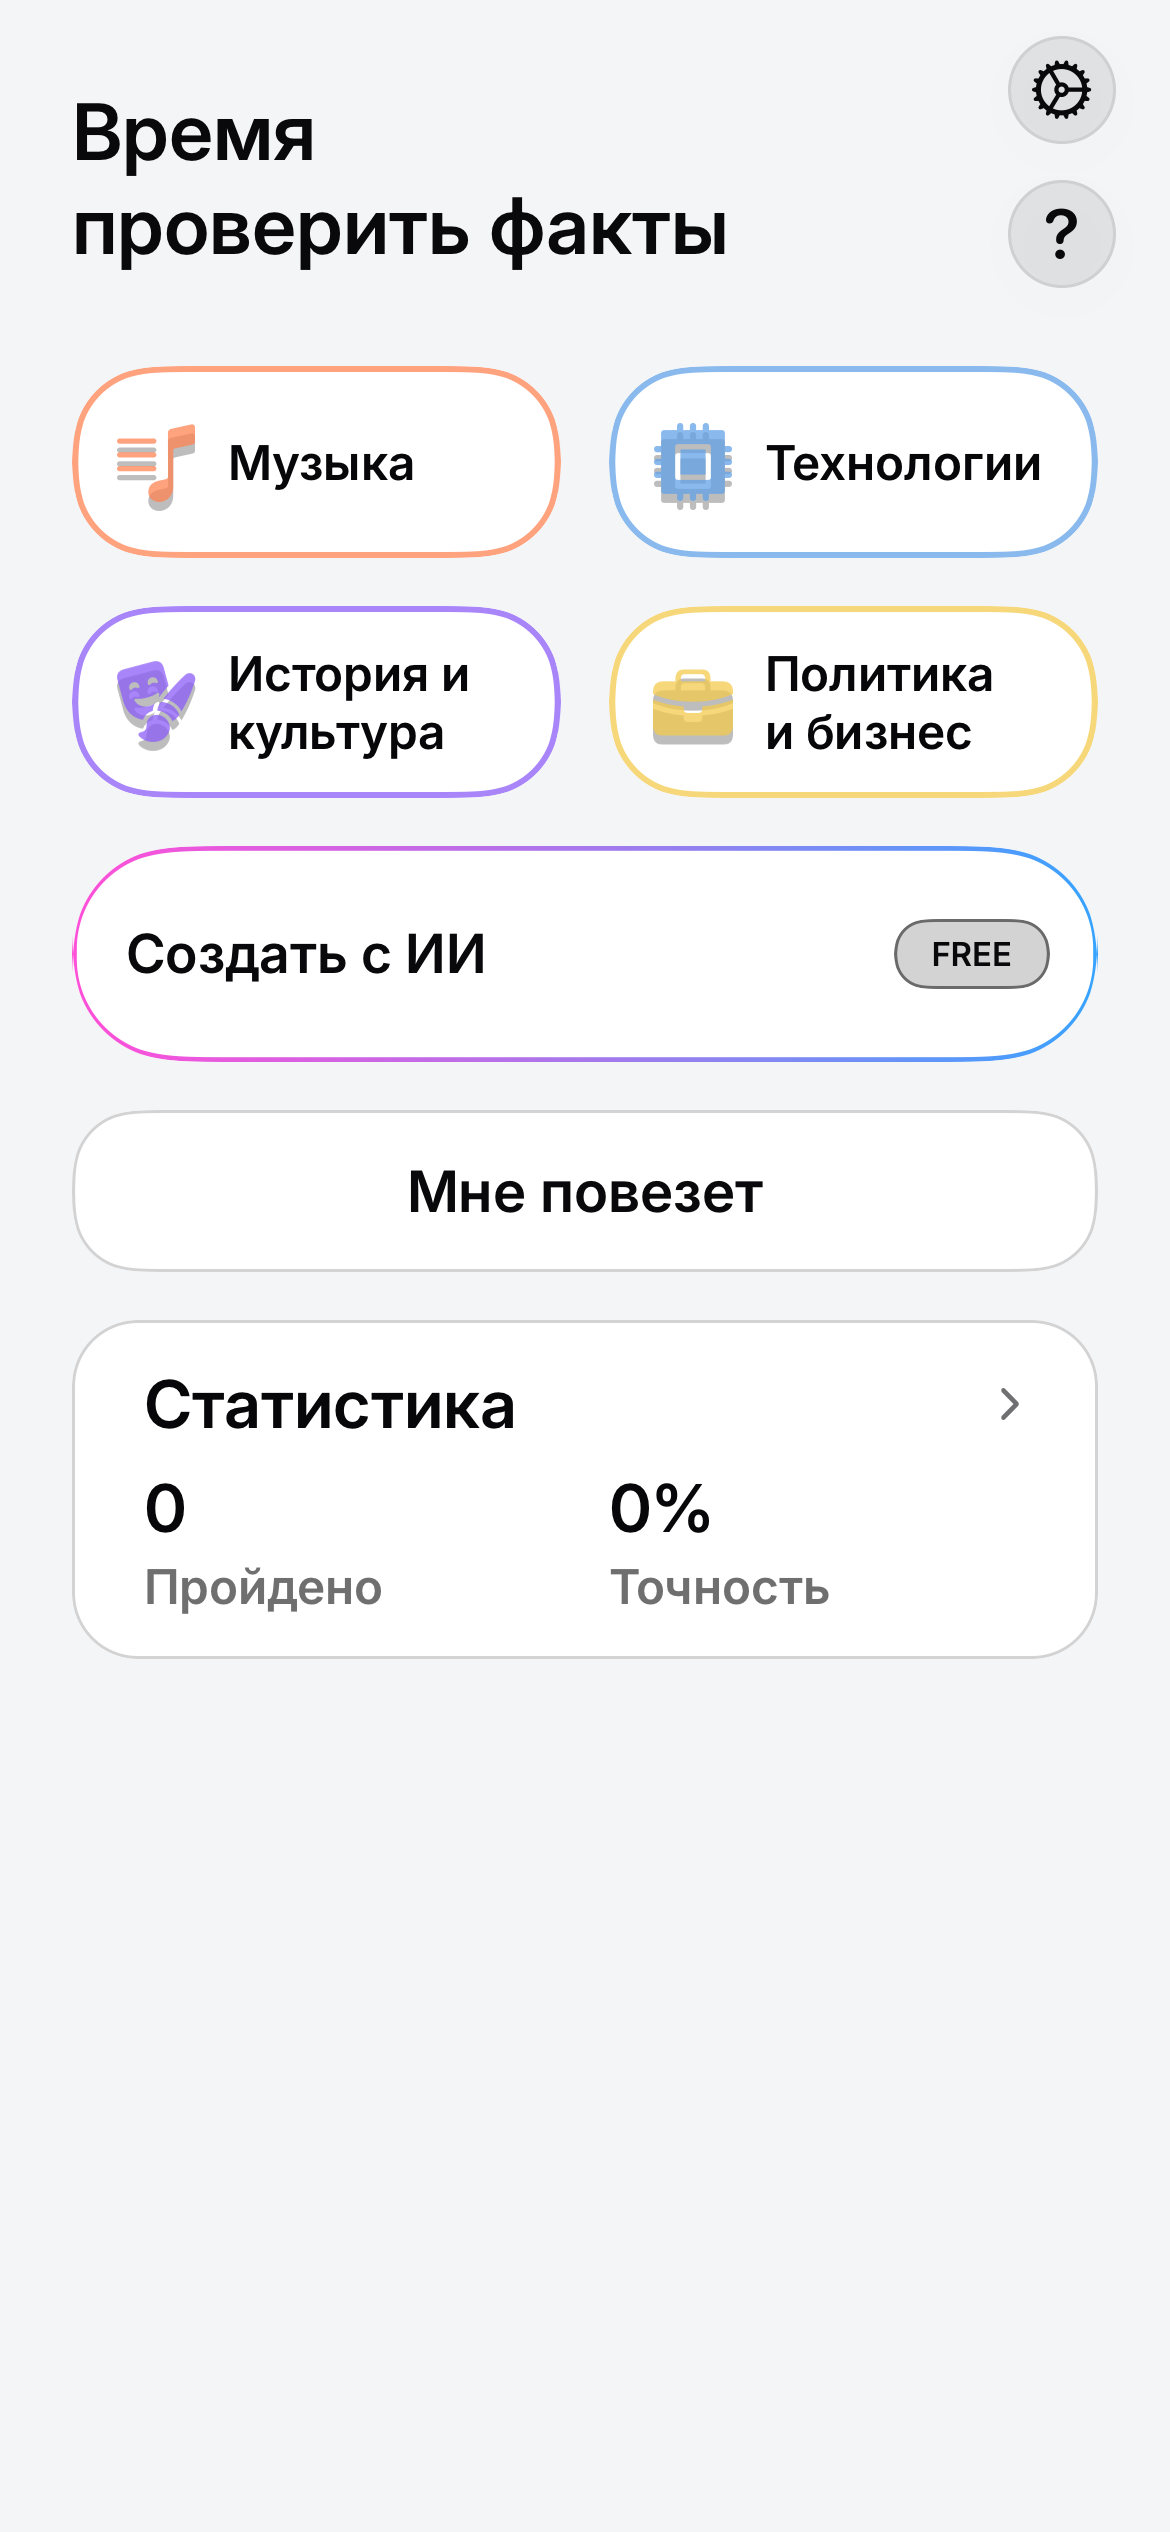 Время
проверить факты
?
Музыка
Технологии
История и
культура
Политика
и бизнес
Создать с ИИ
FREE
Мне повезет
Статистика
0
0%
Пройдено
Точность